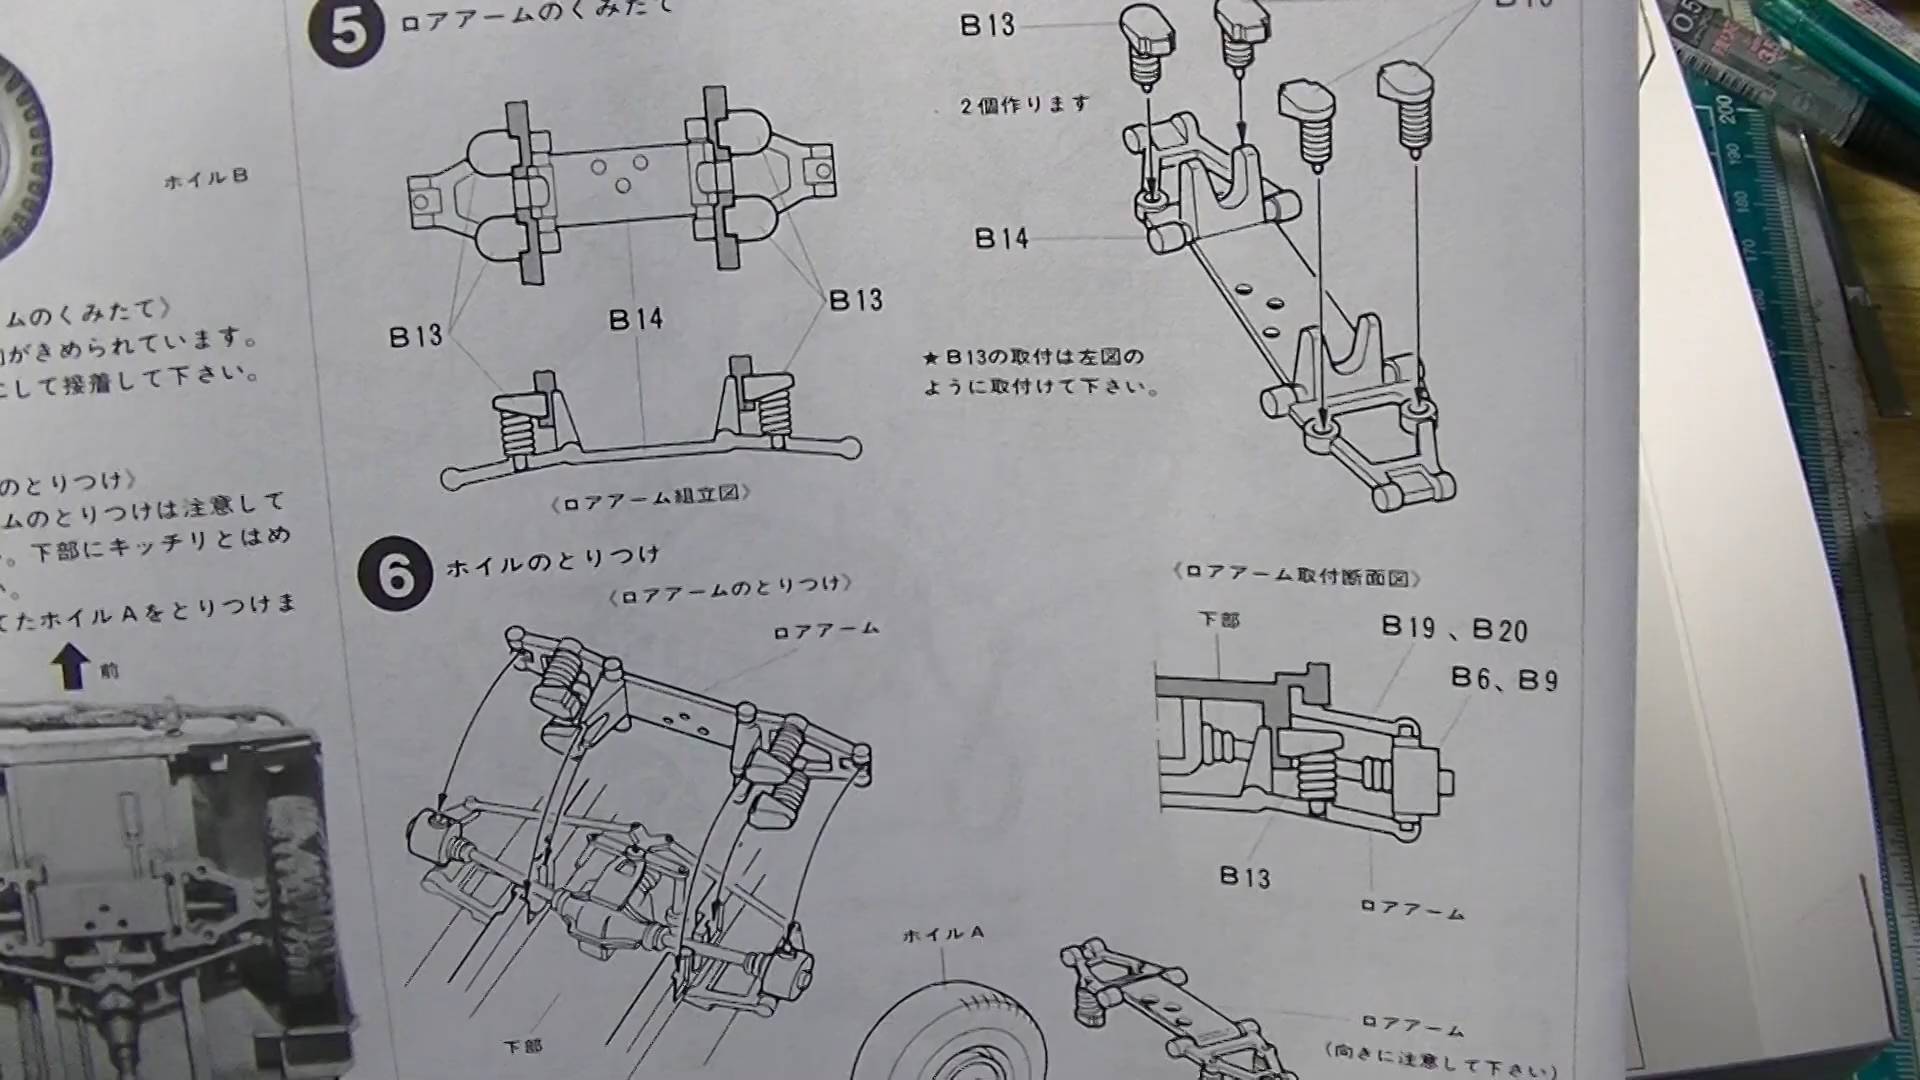 ホイルB
ムのくみたて》
がきめられています。
にして接着して下さい。
のとりつけ》
ムのとりつけは注意して
。下部にキッチリとはめ
い。
てたホイルAをとりつけま
前
5 ロアアームのくみたて
B13
B14
B13
《ロアアーム組立図》
B13
2個作ります
B14
★B13の取付は左図の
ように取付けて下さい。
6 ホイルのとりつけ
《ロアアームのとりつけ》
ロアアーム
下部
《ロアアーム取付断面図》
下部
B19、B20
B6、B9
B13
ロアアーム
ホイルA
ロアアーム
(向きに注意して下さい)
0.5
200
190
180
170